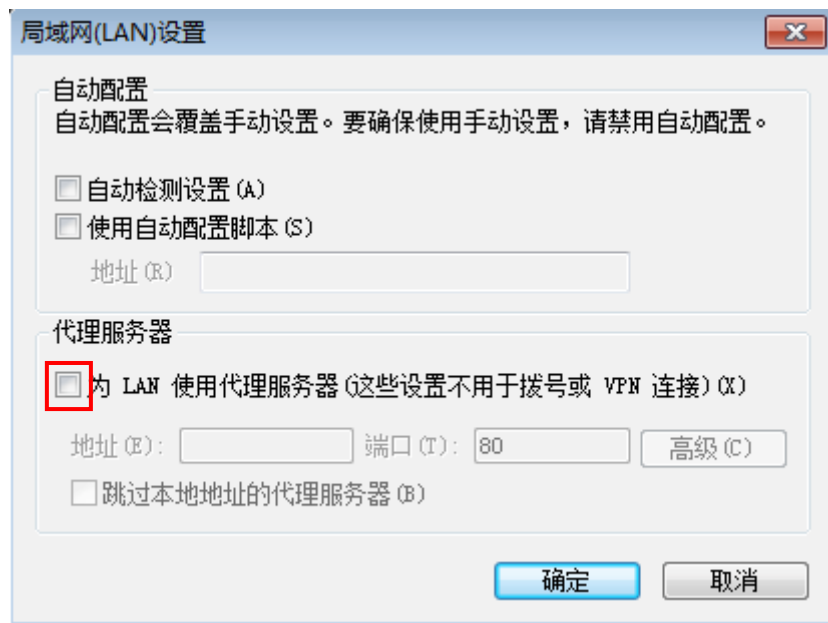 局域网(LAN)设置
自动配置
自动配置会覆盖手动设置。要确保使用手动设置，请禁用自动配置。
自动检测设置(A)
使用自动配置脚本(S)
地址(R)
代理服务器
为 LAN 使用代理服务器(这些设置不用于拨号或 VPN 连接)(X)
地址(E): 端口(T): 80 高级(C)
跳过本地地址的代理服务器(B)
确定 取消